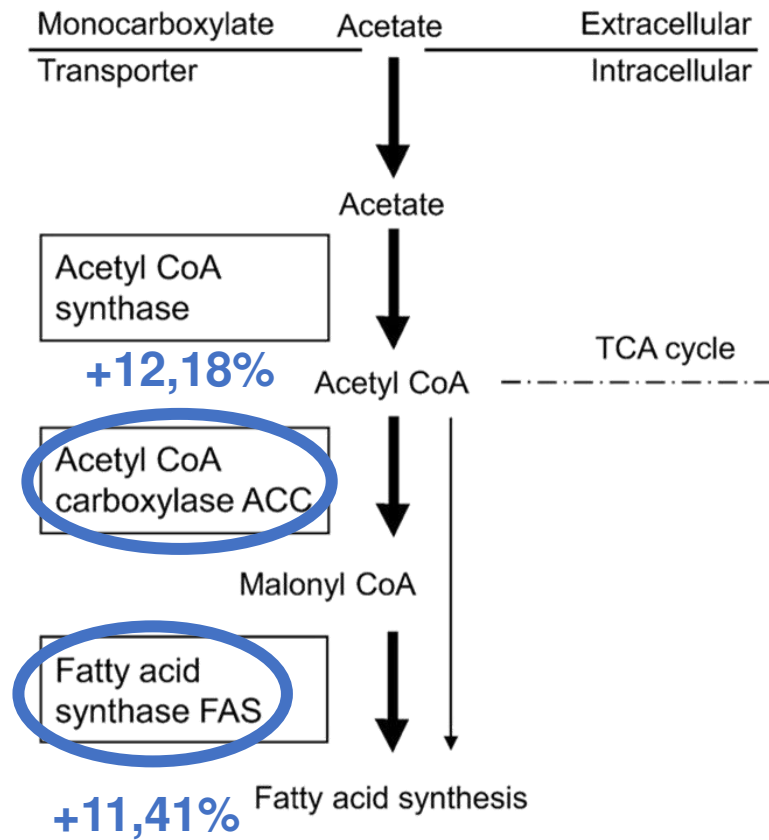 Monocarboxylate Acetate Extracellular
Transporter Intracellular
Acetate
Acetyl CoA
synthase
+12,18%
TCA cycle
Acetyl CoA
Acetyl CoA
carboxylase ACC
Malonyl CoA
Fatty acid
synthase FAS
+11,41%
Fatty acid synthesis